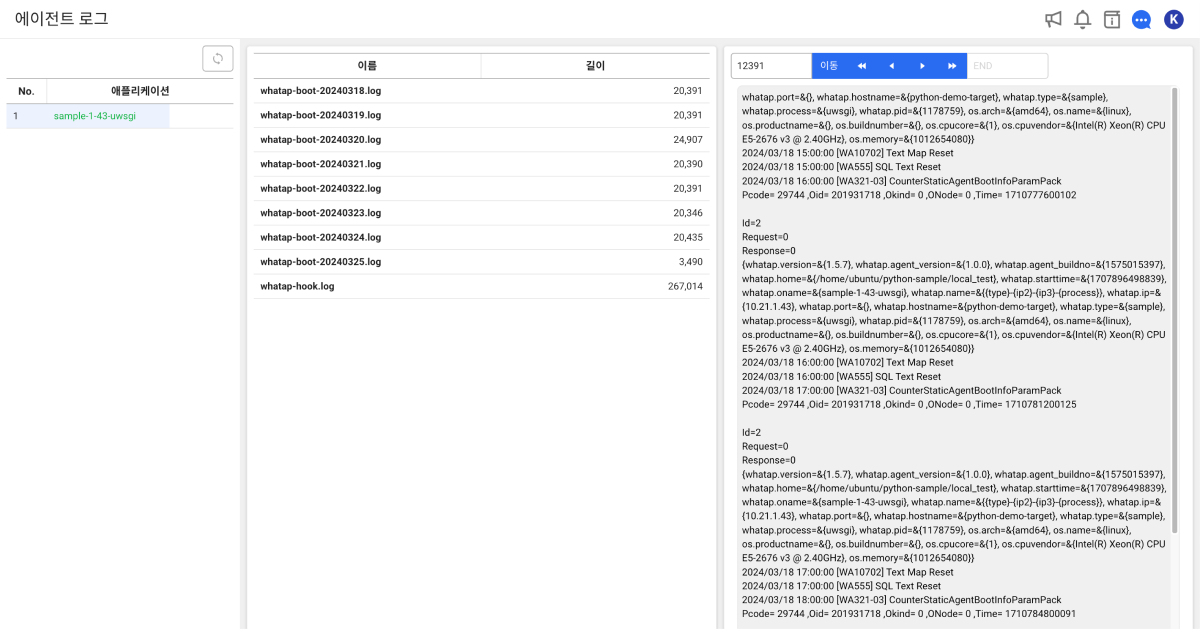 에이전트 로그
K
No. 애플리케이션
1 sample-1-43-uwsgi
이름 길이
whatap-boot-20240318.log 20,391
whatap-boot-20240319.log 20,391
whatap-boot-20240320.log 24,907
whatap-boot-20240321.log 20,390
whatap-boot-20240322.log 20,391
whatap-boot-20240323.log 20,346
whatap-boot-20240324.log 20,435
whatap-boot-20240325.log 3,490
whatap-hook.log 267,014
12391 이동 END
whatap.port=&{}, whatap.hostname=&{python-demo-target}, whatap.type=&{sample},
whatap.process=&{uwsgi}, whatap.pid=&{1178759}, os.arch=&{amd64}, os.name=&{linux},
os.productname=&{}, os.buildnumber=&{}, os.cpucore=&{1}, os.cpuvendor=&{Intel(R) Xeon(R) CPU
E5-2676 v3 @ 2.40GHz}, os.memory=&{1012654080}}
2024/03/18 15:00:00 [WA10702] Text Map Reset
2024/03/18 15:00:00 [WA555] SQL Text Reset
2024/03/18 16:00:00 [WA321-03] CounterStaticAgentBootInfoParamPack
Pcode= 29744 ,Oid= 201931718 ,Okind= 0 ,ONode= 0 ,Time= 1710777600102
Id=2
Request=0
Response=0
{whatap.version=&{1.5.7}, whatap.agent_version=&{1.0.0}, whatap.agent_buildno=&{1575015397},
whatap.home=&{/home/ubuntu/python-sample/local_test}, whatap.starttime=&{1707896498839},
whatap.oname=&{sample-1-43-uwsgi}, whatap.name=&{{type}-{ip2}-{ip3}-{process}}, whatap.ip=&
{10.21.1.43}, whatap.port=&{}, whatap.hostname=&{python-demo-target}, whatap.type=&{sample},
whatap.process=&{uwsgi}, whatap.pid=&{1178759}, os.arch=&{amd64}, os.name=&{linux},
os.productname=&{}, os.buildnumber=&{}, os.cpucore=&{1}, os.cpuvendor=&{Intel(R) Xeon(R) CPU
E5-2676 v3 @ 2.40GHz}, os.memory=&{1012654080}}
2024/03/18 16:00:00 [WA10702] Text Map Reset
2024/03/18 16:00:00 [WA555] SQL Text Reset
2024/03/18 17:00:00 [WA321-03] CounterStaticAgentBootInfoParamPack
Pcode= 29744 ,Oid= 201931718 ,Okind= 0 ,ONode= 0 ,Time= 1710781200125
Id=2
Request=0
Response=0
{whatap.version=&{1.5.7}, whatap.agent_version=&{1.0.0}, whatap.agent_buildno=&{1575015397},
whatap.home=&{/home/ubuntu/python-sample/local_test}, whatap.starttime=&{1707896498839},
whatap.oname=&{sample-1-43-uwsgi}, whatap.name=&{{type}-{ip2}-{ip3}-{process}}, whatap.ip=&
{10.21.1.43}, whatap.port=&{}, whatap.hostname=&{python-demo-target}, whatap.type=&{sample},
whatap.process=&{uwsgi}, whatap.pid=&{1178759}, os.arch=&{amd64}, os.name=&{linux},
os.productname=&{}, os.buildnumber=&{}, os.cpucore=&{1}, os.cpuvendor=&{Intel(R) Xeon(R) CPU
E5-2676 v3 @ 2.40GHz}, os.memory=&{1012654080}}
2024/03/18 17:00:00 [WA10702] Text Map Reset
2024/03/18 17:00:00 [WA555] SQL Text Reset
2024/03/18 18:00:00 [WA321-03] CounterStaticAgentBootInfoParamPack
Pcode= 29744 ,Oid= 201931718 ,Okind= 0 ,ONode= 0 ,Time= 1710784800091